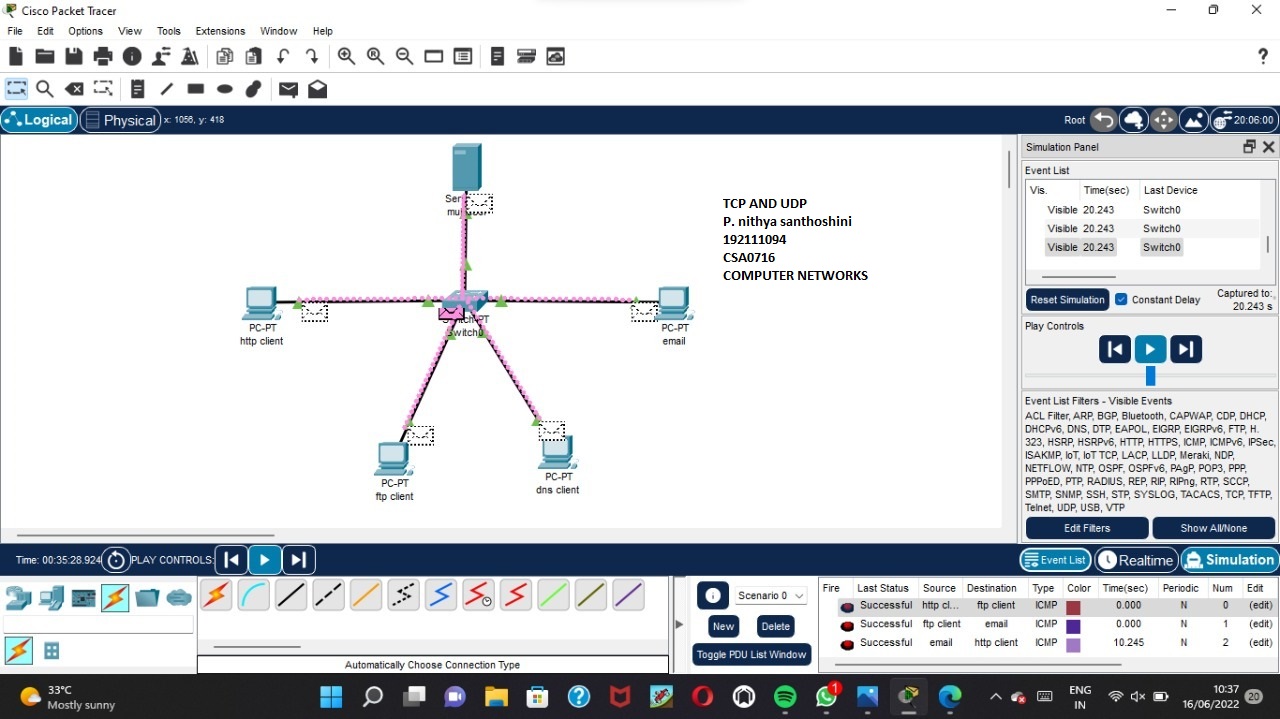 Cisco Packet Tracer
File Edit Options View Tools Extensions Window Help
?
Logical Physical x: 1056, y: 418 Root 20:06:00
TCP AND UDP
P. nithya santhoshini
192111094
CSA0716
COMPUTER NETWORKS
PC-PT
http client
PC-PT
email
PC-PT
ftp client
PC-PT
dns client
Simulation Panel
Event List
Vis. Time(sec) Last Device
Visible 20.243 Switch0
Visible 20.243 Switch0
Visible 20.243 Switch0
Reset Simulation Constant Delay Captured to:
20.243 s
Play Controls
Event List Filters - Visible Events
ACL Filter, ARP, BGP, Bluetooth, CAPWAP, CDP, DHCP,
DHCPv6, DNS, DTP, EAPOL, EIGRP, EIGRPv6, FTP, H.
323, HSRP, HSRPv6, HTTP, HTTPS, ICMP, ICMPv6, IPSec,
ISAKMP, IoT, IoT TCP, LACP, LLDP, Meraki, NDP,
NETFLOW, NTP, OSPF, OSPFv6, PAgP, POP3, PPP,
PPPoED, PTP, RADIUS, REP, RIP, RIPng, RTP, SCCP,
SMTP, SNMP, SSH, STP, SYSLOG, TACACS, TCP, TFTP,
Telnet, UDP, USB, VTP
Edit Filters Show All/None
Time: 00:35:28.924 PLAY CONTROLS: Event List Realtime Simulation
Automatically Choose Connection Type
Scenario 0
New Delete
Toggle PDU List Window
Fire Last Status Source Destination Type Color Time(sec) Periodic Num Edit
Successful http cl... ftp client ICMP 0.000 N 0 (edit)
Successful ftp client email ICMP 0.000 N 1 (edit)
Successful email http client ICMP 10.245 N 2 (edit)
33°C
Mostly sunny
1
ENG
IN
10:37
16/06/2022
20